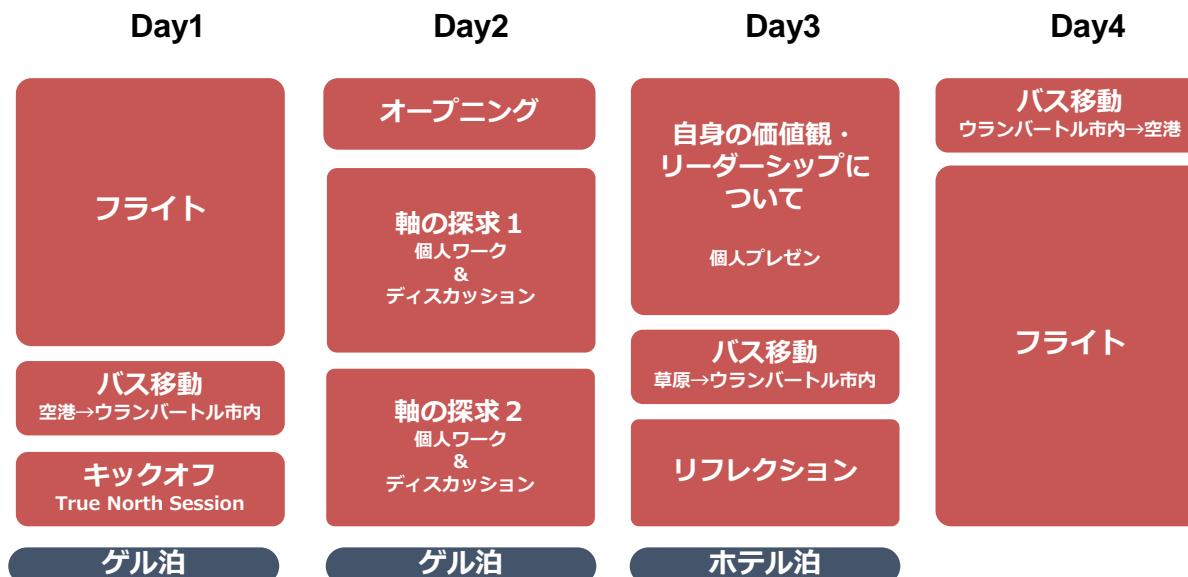 Day1
フライト
バス移動
空港→ウランバートル市内
キックオフ
True North Session
ゲル泊
Day2
オープニング
軸の探求１
個人ワーク
&
ディスカッション
軸の探求２
個人ワーク
&
ディスカッション
ゲル泊
Day3
自身の価値観・
リーダーシップに
ついて
個人プレゼン
バス移動
草原→ウランバートル市内
リフレクション
ホテル泊
Day4
バス移動
ウランバートル市内→空港
フライト